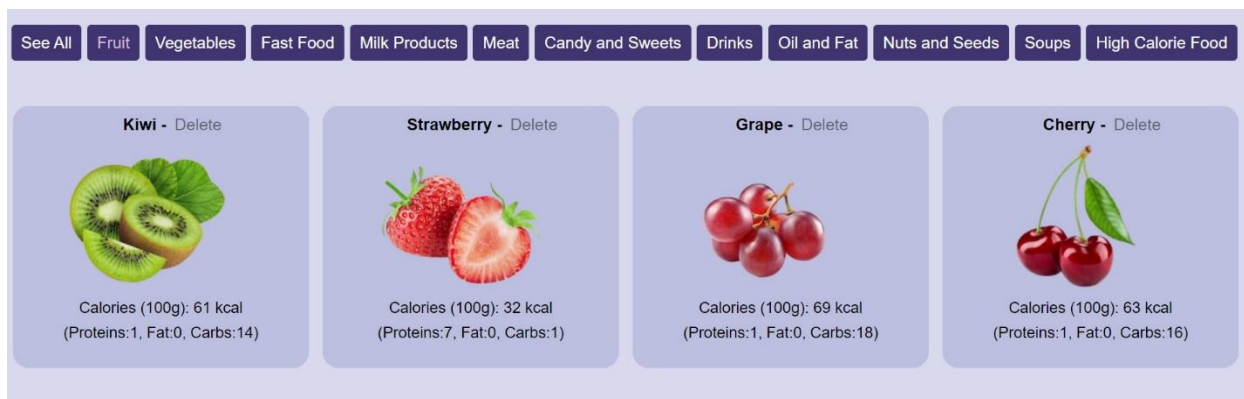 See All Fruit Vegetables Fast Food Milk Products Meat Candy and Sweets Drinks Oil and Fat Nuts and Seeds Soups High Calorie Food
Kiwi - Delete
Calories (100g): 61 kcal
(Proteins:1, Fat:0, Carbs:14)
Strawberry - Delete
Calories (100g): 32 kcal
(Proteins:7, Fat:0, Carbs:1)
Grape - Delete
Calories (100g): 69 kcal
(Proteins:1, Fat:0, Carbs:18)
Cherry - Delete
Calories (100g): 63 kcal
(Proteins:1, Fat:0, Carbs:16)